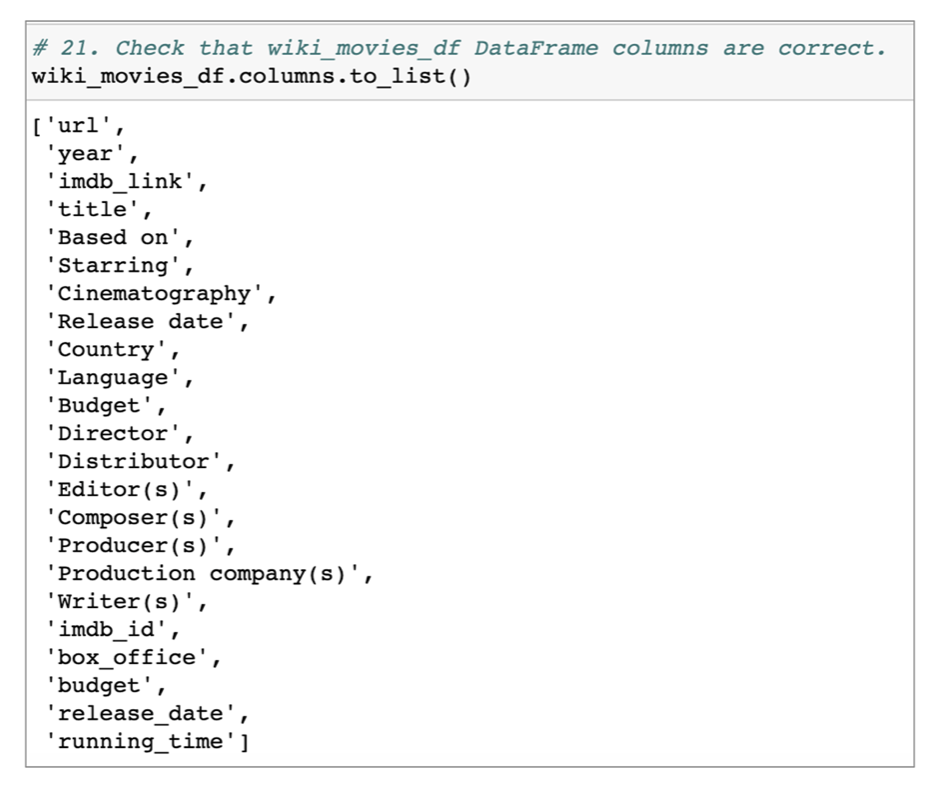 # 21. Check that wiki_movies_df DataFrame columns are correct.
wiki_movies_df.columns.to_list()
['url',
'year',
'imdb_link',
'title',
'Based on',
'Starring',
'Cinematography',
'Release date',
'Country',
'Language',
'Budget',
'Director',
'Distributor',
'Editor(s)',
'Composer(s)',
'Producer(s)',
'Production company(s)',
'Writer(s)',
'imdb_id',
'box_office',
'budget',
'release_date',
'running_time']